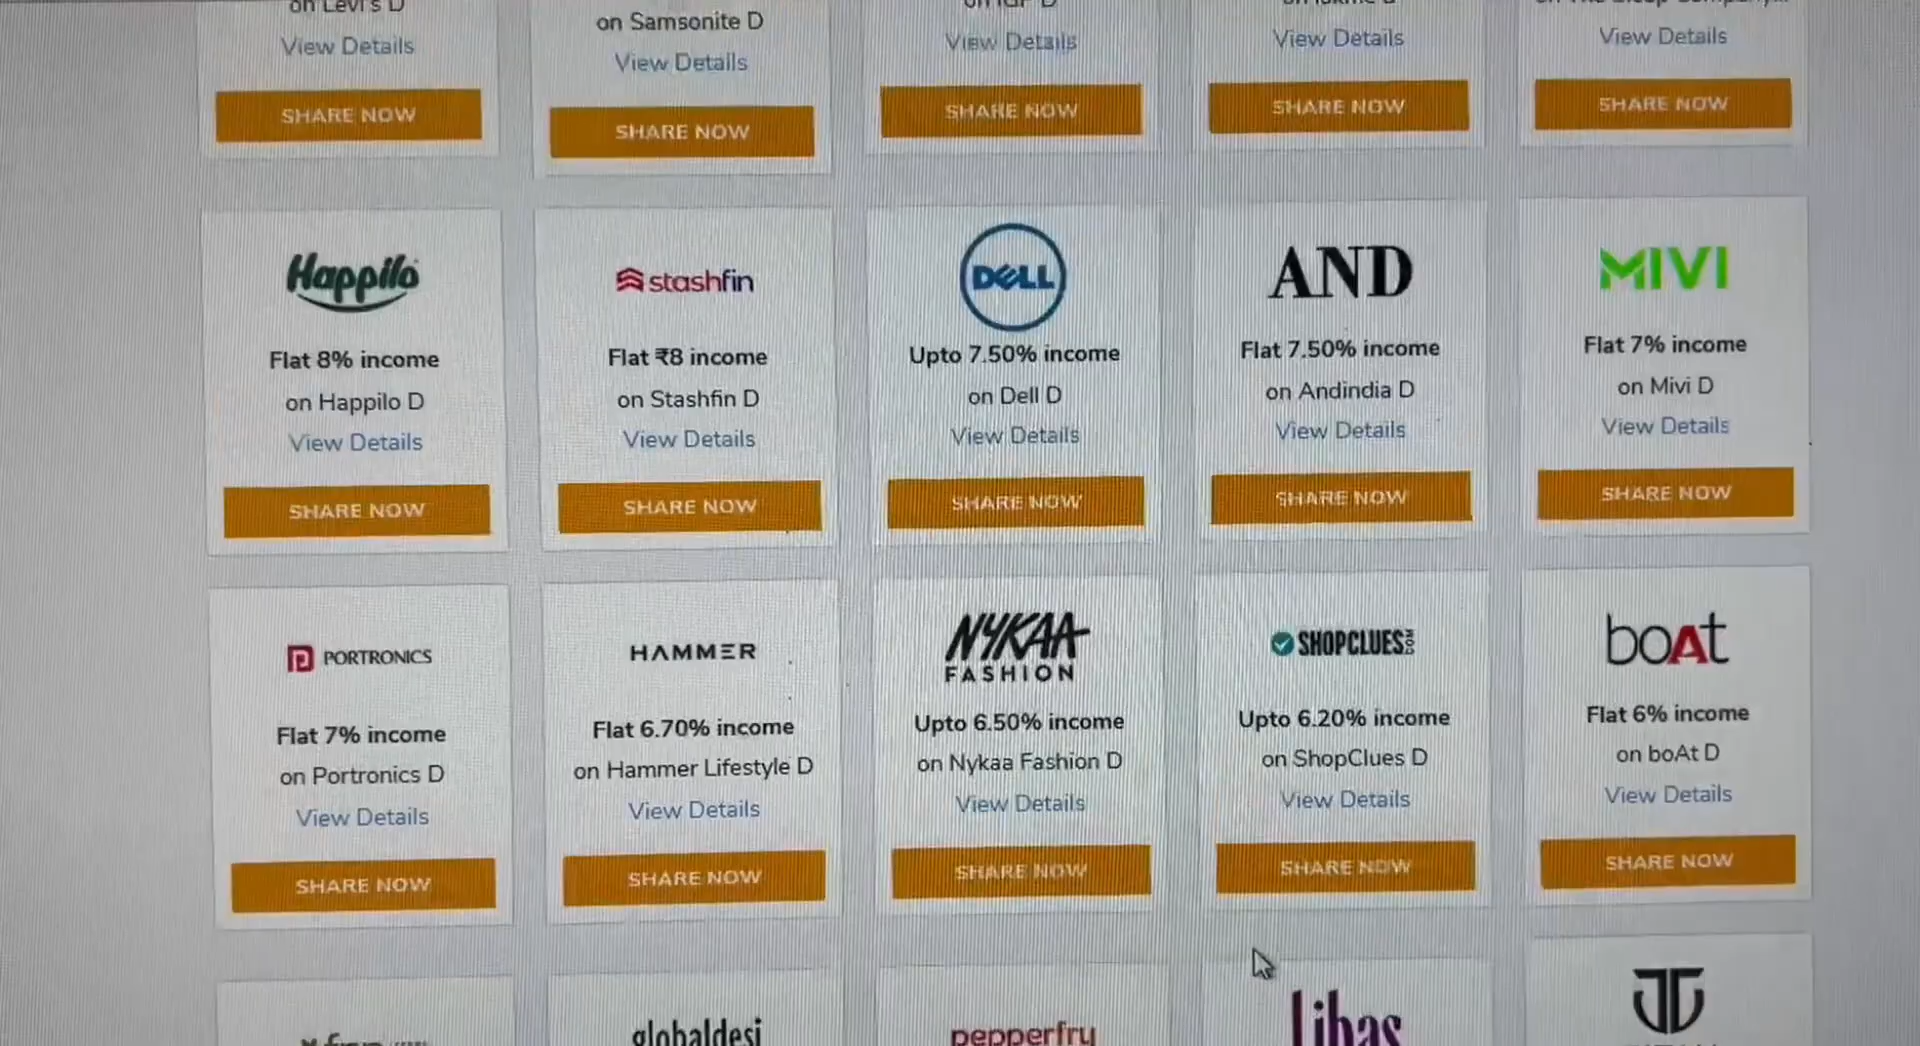 on Levi's D
View Details
SHARE NOW
on Samsonite D
View Details
SHARE NOW
on IGP D
View Details
SHARE NOW
View Details
SHARE NOW
View Details
SHARE NOW
Happilo
Flat 8% income
on Happilo D
View Details
SHARE NOW
stashfin
Flat ₹8 income
on Stashfin D
View Details
SHARE NOW
DELL
Upto 7.50% income
on Dell D
View Details
SHARE NOW
AND
Flat 7.50% income
on Andindia D
View Details
SHARE NOW
MIVI
Flat 7% income
on Mivi D
View Details
SHARE NOW
PORTRONICS
Flat 7% income
on Portronics D
View Details
SHARE NOW
HAMMER
Flat 6.70% income
on Hammer Lifestyle D
View Details
SHARE NOW
NYKAA
FASHION
Upto 6.50% income
on Nykaa Fashion D
View Details
SHARE NOW
SHOPCLUES.COM
Upto 6.20% income
on ShopClues D
View Details
SHARE NOW
boAt
Flat 6% income
on boAt D
View Details
SHARE NOW
globaldesi
pepperfry
libas